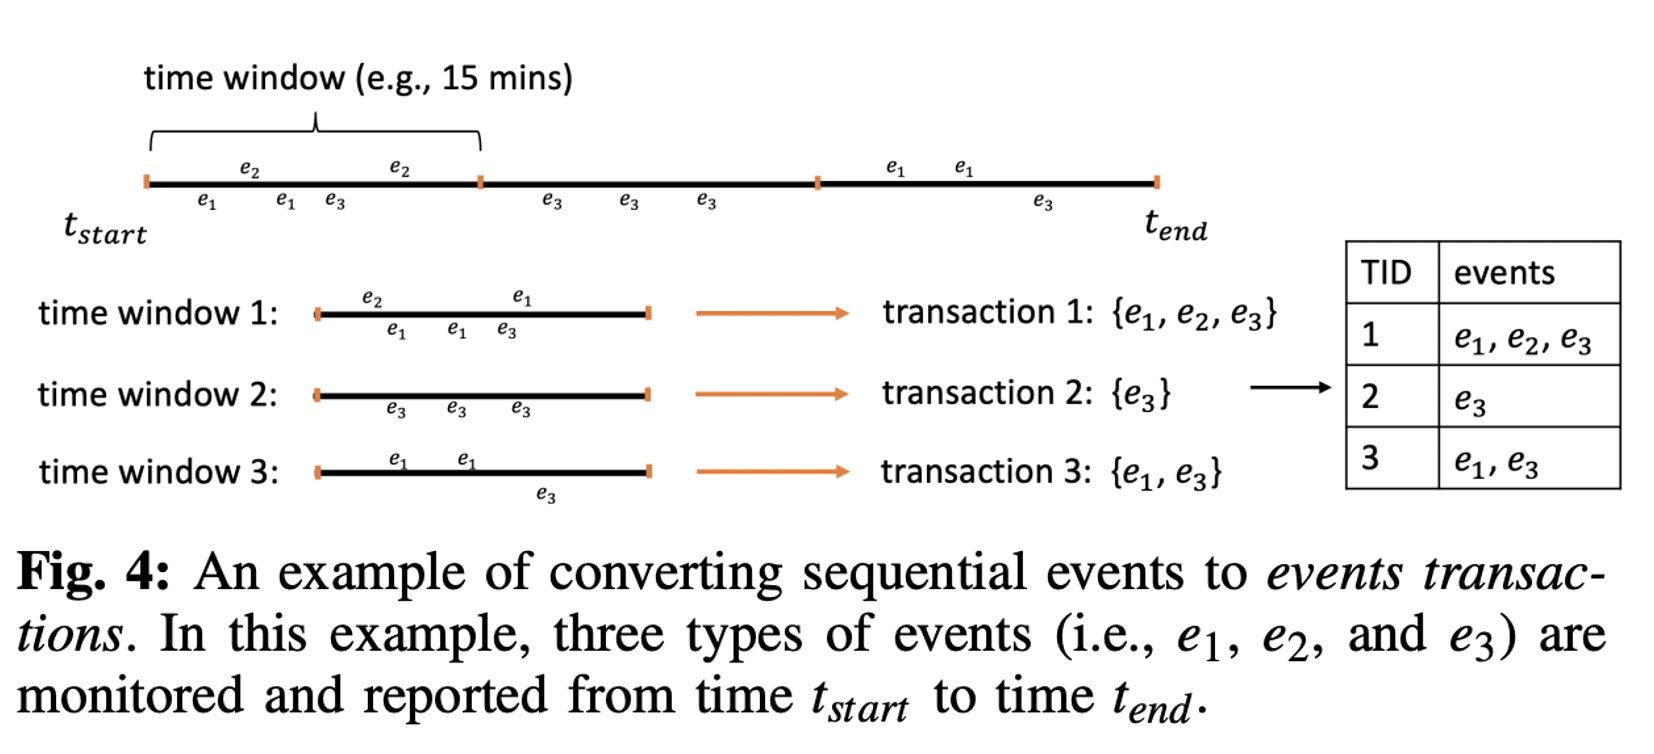 time window (e.g., 15 mins)
e₂ e₂ e₁ e₁
e₁ e₁ e₃ e₃ e₃ e₃ e₃
t_start t_end
TID events
e₂ e₁
time window 1: transaction 1: {e₁, e₂, e₃}
e₁ e₁ e₃
1 e₁, e₂, e₃
time window 2: transaction 2: {e₃}
e₃ e₃ e₃
2 e₃
e₁ e₁
time window 3: transaction 3: {e₁, e₃}
e₃
3 e₁, e₃
Fig. 4: An example of converting sequential events to events transac-
tions. In this example, three types of events (i.e., e₁, e₂, and e₃) are
monitored and reported from time t_start to time t_end.